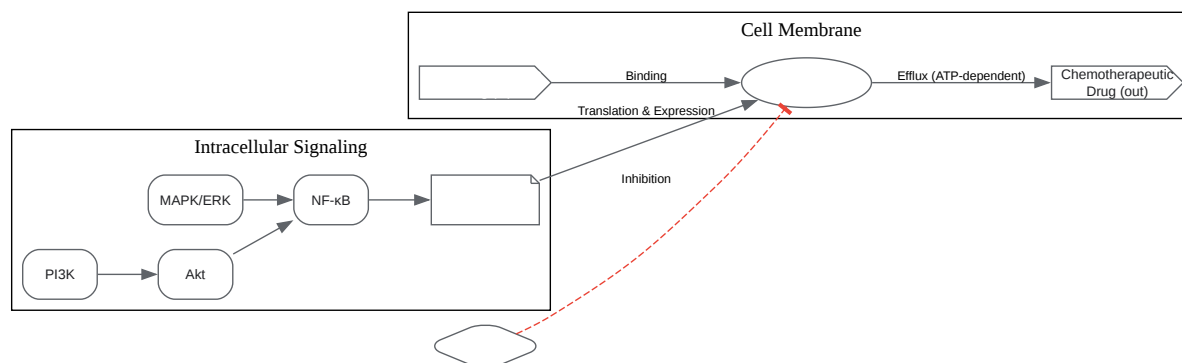 Cell Membrane
Binding
Efflux (ATP-dependent)
Chemotherapeutic
Drug (out)
Translation & Expression
Intracellular Signaling
Inhibition
MAPK/ERK
NF-κB
PI3K
Akt